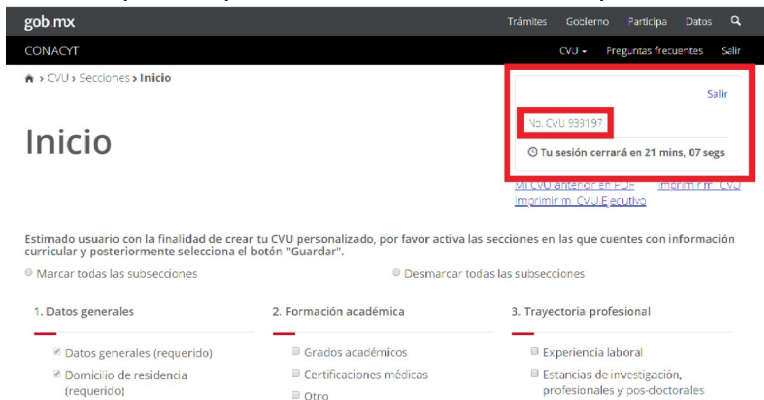 gob mx
Trámites Gobierno Participa Datos
CONACYT
CVU Preguntas frecuentes Salir
> CVU > Secciones > Inicio
Salir
No. CVU 939197
Inicio
Tu sesión cerrará en 21 mins, 07 segs
Mi CVU anterior en PDF Imprimir mi CVU
Imprimir mi CVU Ejecutivo
Estimado usuario con la finalidad de crear tu CVU personalizado, por favor activa las secciones en las que cuentes con información
curricular y posteriormente selecciona el botón "Guardar".
Marcar todas las subsecciones Desmarcar todas las subsecciones
1. Datos generales
Datos generales (requerido)
Domicilio de residencia
(requerido)
2. Formación académica
Grados académicos
Certificaciones médicas
Otro
3. Trayectoria profesional
Experiencia laboral
Estancias de investigación,
profesionales y pos-doctorales